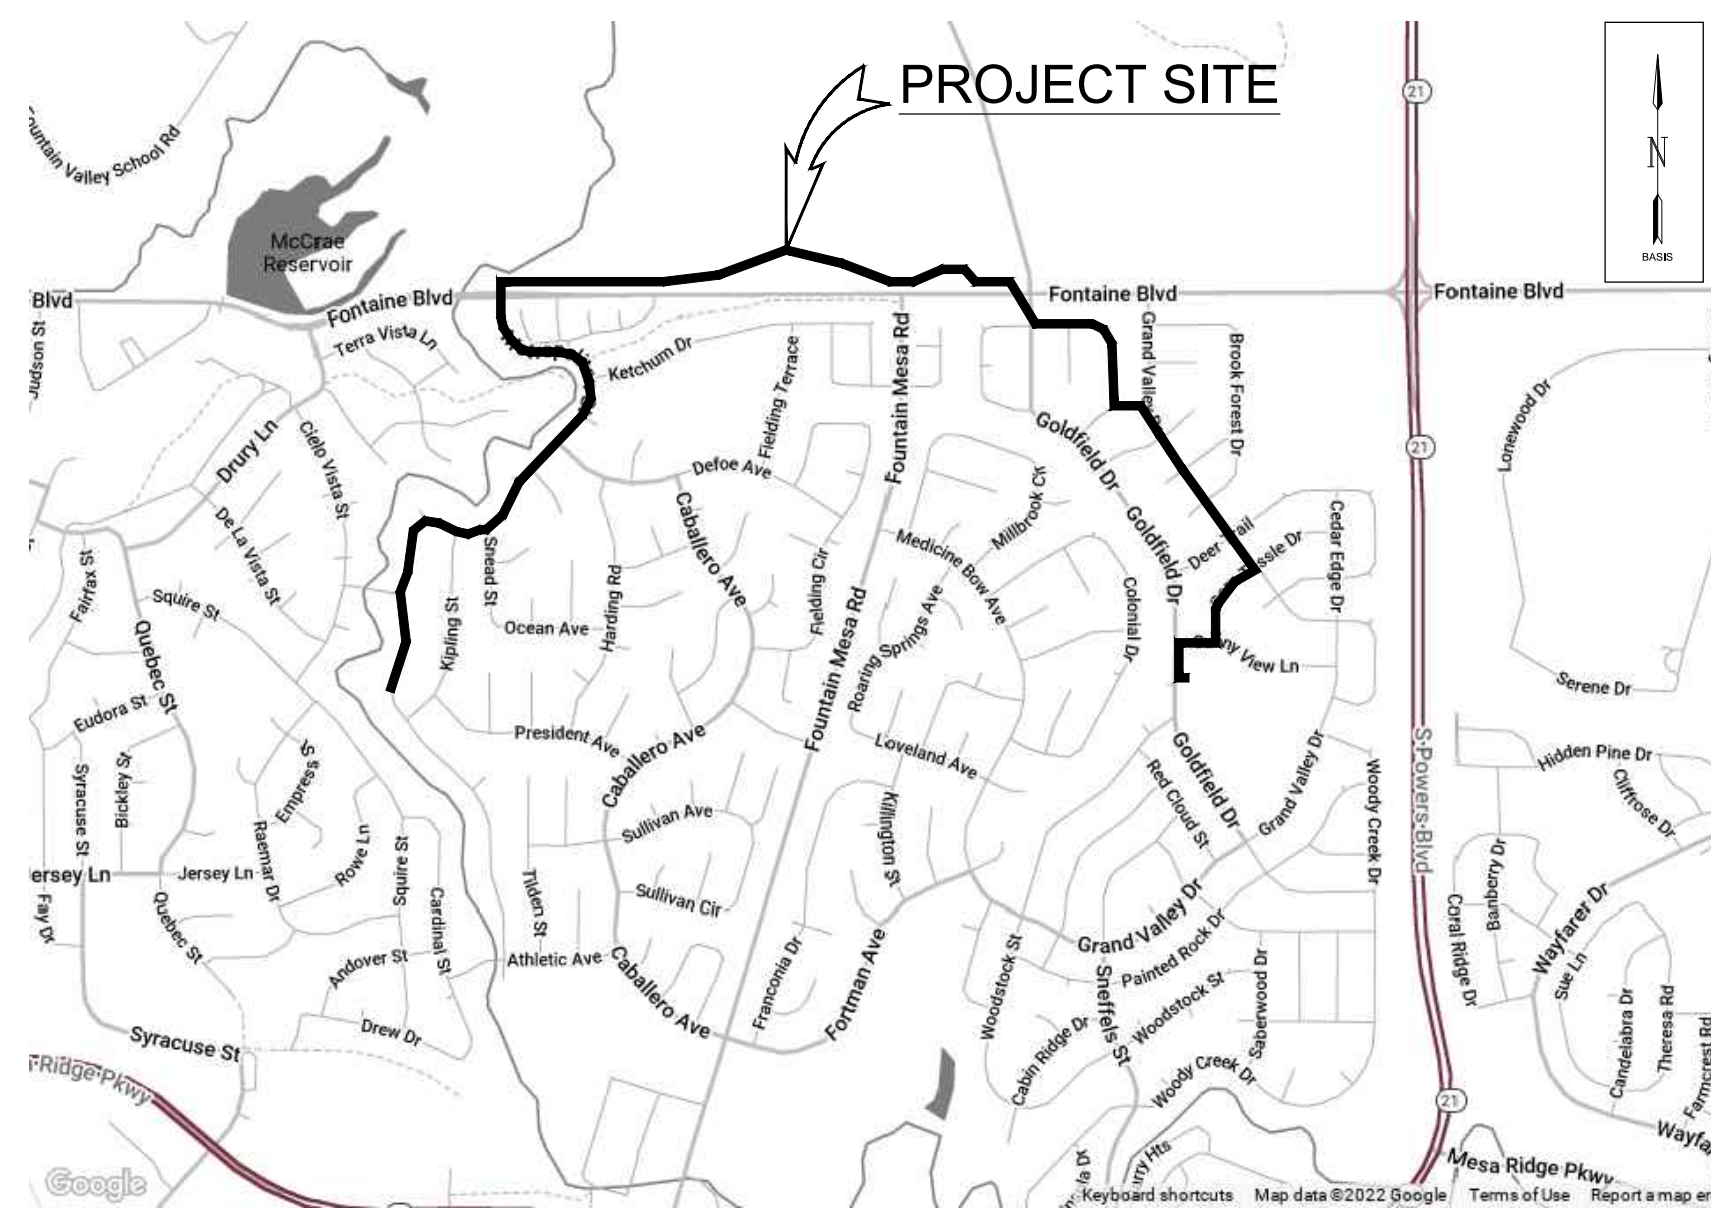 PROJECT SITE
21
N
BASIS
Valley School Rd
McCrae
Reservoir
Blvd
Fontaine Blvd
Fontaine Blvd
Fontaine Blvd
Judson St
Terra Vista Ln
Ketchum Dr
Fielding Terrace
Fountain Mesa Rd
Grand Valley
Brook Forest Dr
Lonewood Dr
Drury Ln
Cielo Vista St
Goldfield Dr
21
Defoe Ave
Caballero Ave
Millbrook Cir
De La Vista St
Goldfield Dr
Deer Trail
Cedar Edge Dr
Medicine Bow Ave
Snead St
Fairfax St
Squire St
Harding Rd
Fielding Cir
Colonial Dr
Kipling St
Ocean Ave
Fountain Mesa Rd
Roaring Springs Ave
View Ln
Quebec St
Serene Dr
Eudora St
President Ave
Caballero Ave
Loveland Ave
Goldfield Dr
Grand Valley Dr
S Powers Blvd
Hidden Pine Dr
Cliffrose Dr
Syracuse St
Bickley St
Empress St
Red Cloud St
Woody Creek Dr
Raemar Dr
Rowe Ln
Squire St
Sullivan Ave
Killington St
Banberry Dr
Jersey Ln
Tilden St
Sullivan Cir
Fay Dr
Quebec St
Cardinal St
Grand Valley Dr
Painted Rock Dr
Coral Ridge Dr
Wayfarer Dr
Andover St
Athletic Ave
Caballero Ave
Franconia Dr
Fortman Ave
Woodstock St
Sneffels St
Woodstock St
Saberwood Dr
Sue Ln
Candelabra Dr
Theresa Rd
Farmcrest Rd
Syracuse St
Drew Dr
Cabin Ridge Dr
Woody Creek Dr
Ridge Pkwy
21
Mesa Ridge Pkwy
Google
Keyboard shortcuts
Map data ©2022 Google
Terms of Use
Report a map er